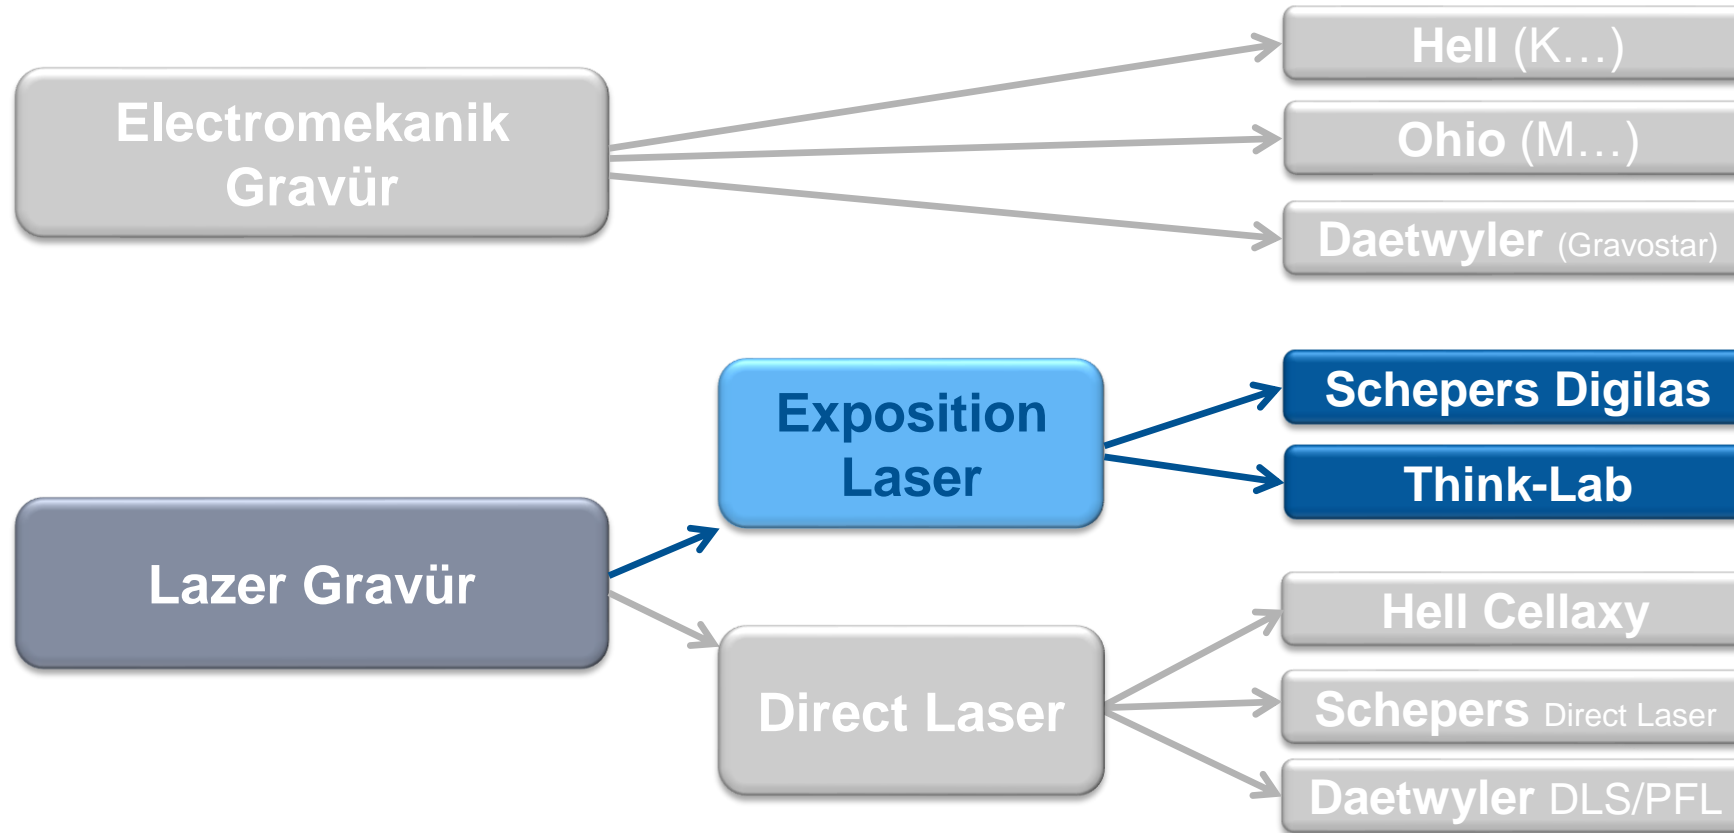 Electromekanik
Gravür
Hell (K...)
Ohio (M...)
Daetwyler (Gravostar)
Lazer Gravür
Exposition
Laser
Schepers Digilas
Think-Lab
Direct Laser
Hell Cellaxy
Schepers Direct Laser
Daetwyler DLS/PFL